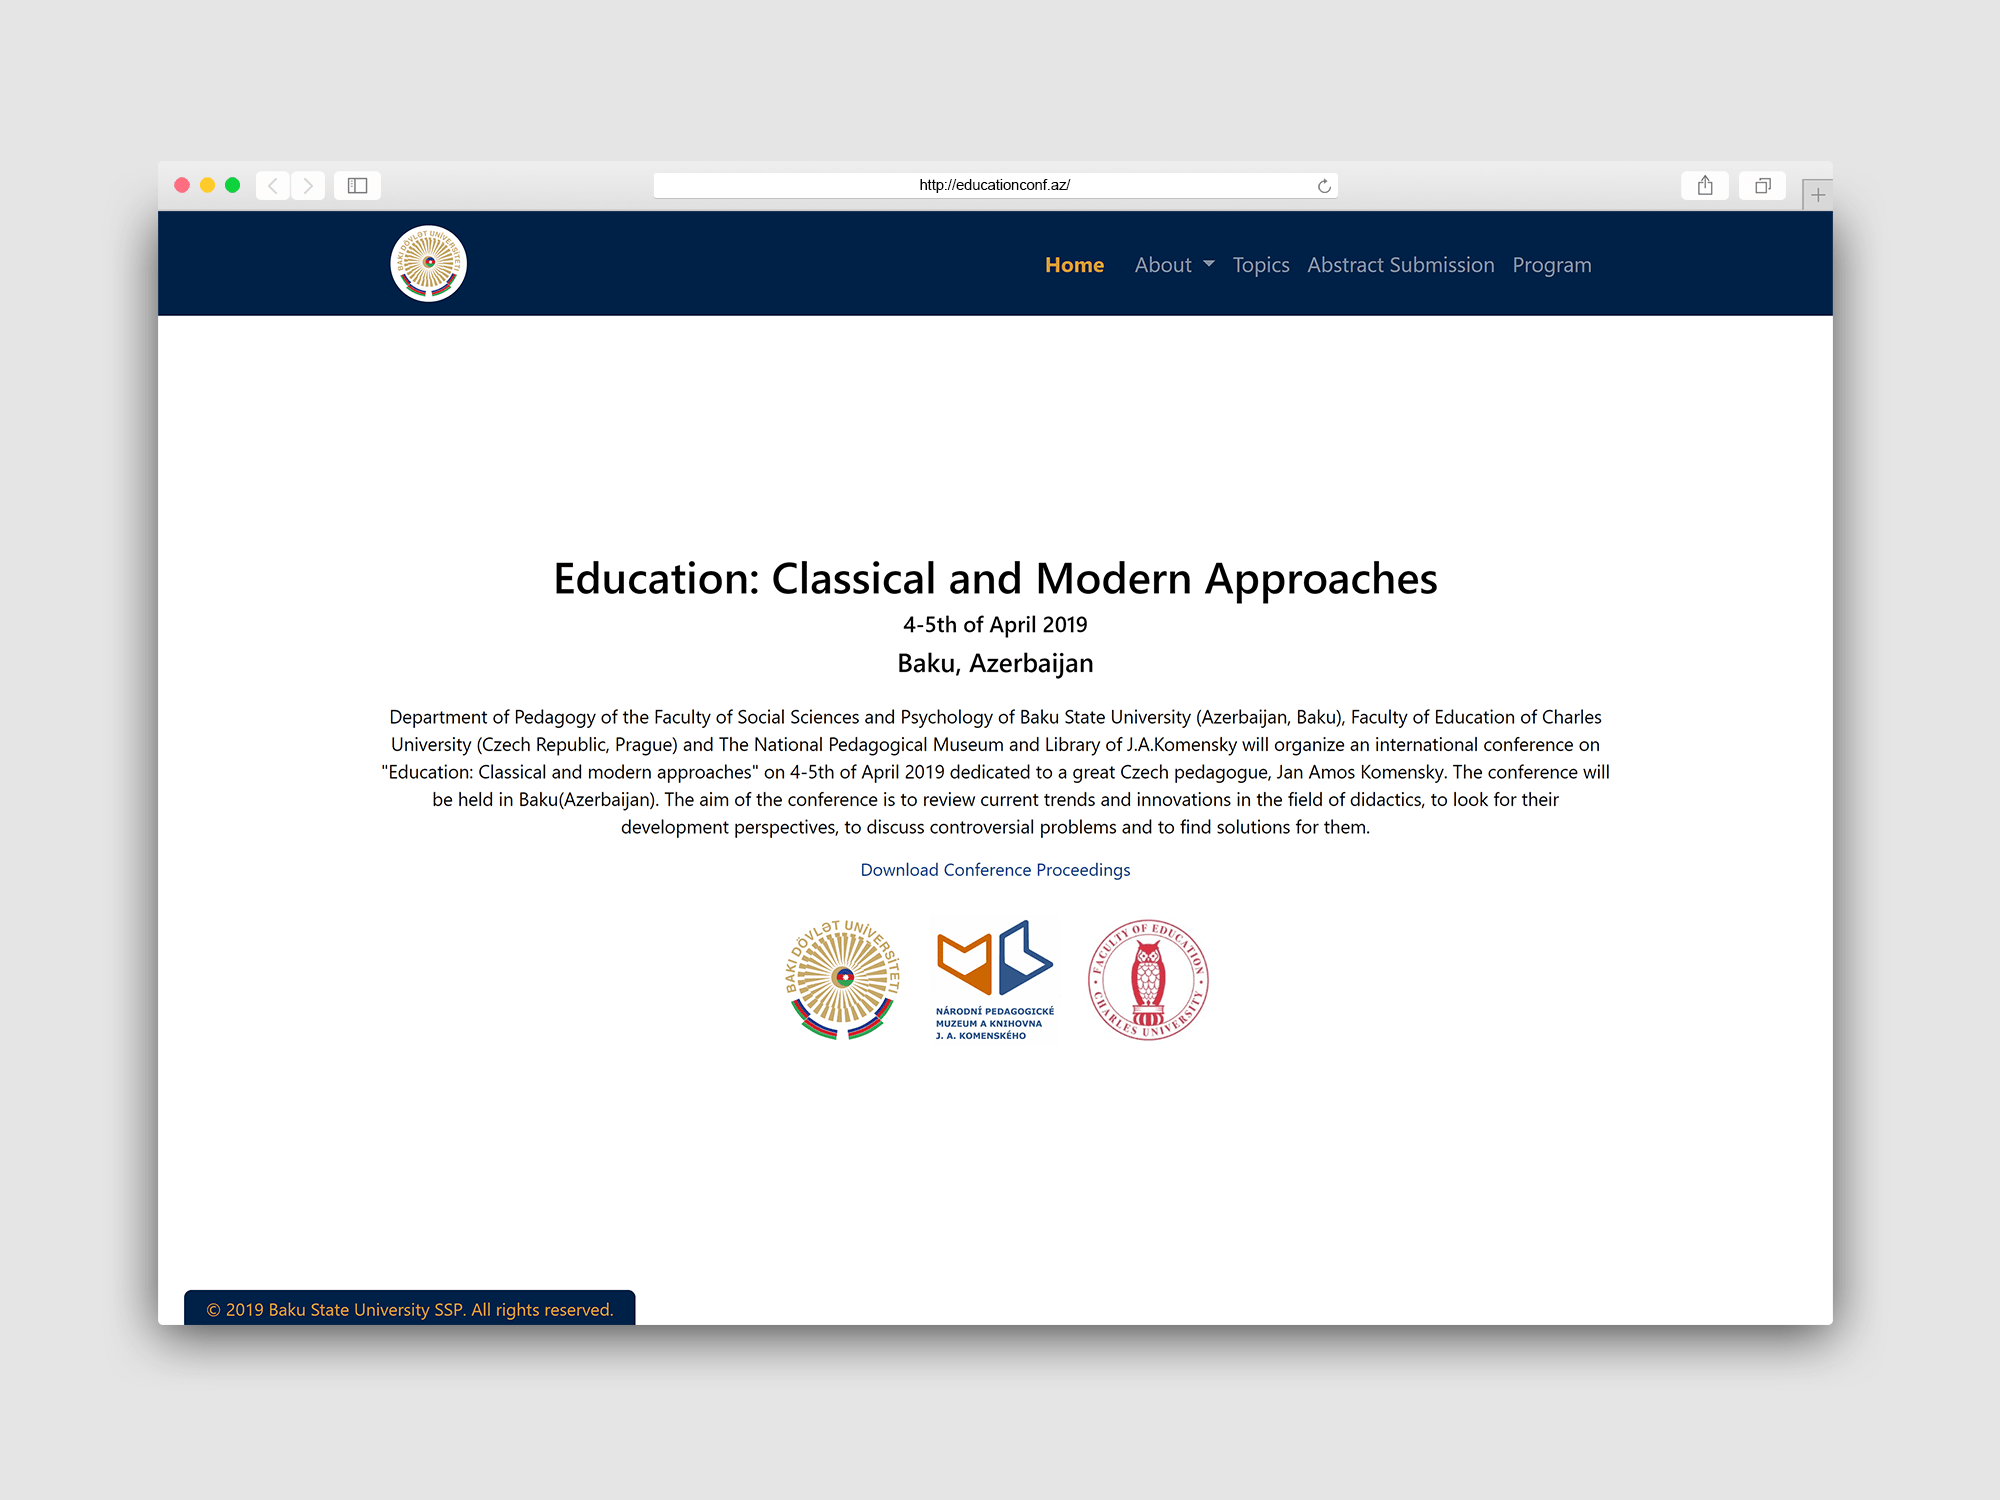 http://educationconf.az/
BAKI DÖVLƏT UNİVERSİTETİ
Home About Topics Abstract Submission Program
Education: Classical and Modern Approaches
4-5th of April 2019
Baku, Azerbaijan
Department of Pedagogy of the Faculty of Social Sciences and Psychology of Baku State University (Azerbaijan, Baku), Faculty of Education of Charles
University (Czech Republic, Prague) and The National Pedagogical Museum and Library of J.A.Komensky will organize an international conference on
"Education: Classical and modern approaches" on 4-5th of April 2019 dedicated to a great Czech pedagogue, Jan Amos Komensky. The conference will
be held in Baku(Azerbaijan). The aim of the conference is to review current trends and innovations in the field of didactics, to look for their
development perspectives, to discuss controversial problems and to find solutions for them.
Download Conference Proceedings
BAKI DÖVLƏT UNİVERSİTETİ
NÁRODNÍ PEDAGOGICKÉ
MUZEUM A KNIHOVNA
J. A. KOMENSKÉHO
• FACULTY OF EDUCATION •
CHARLES UNIVERSITY
© 2019 Baku State University SSP. All rights reserved.